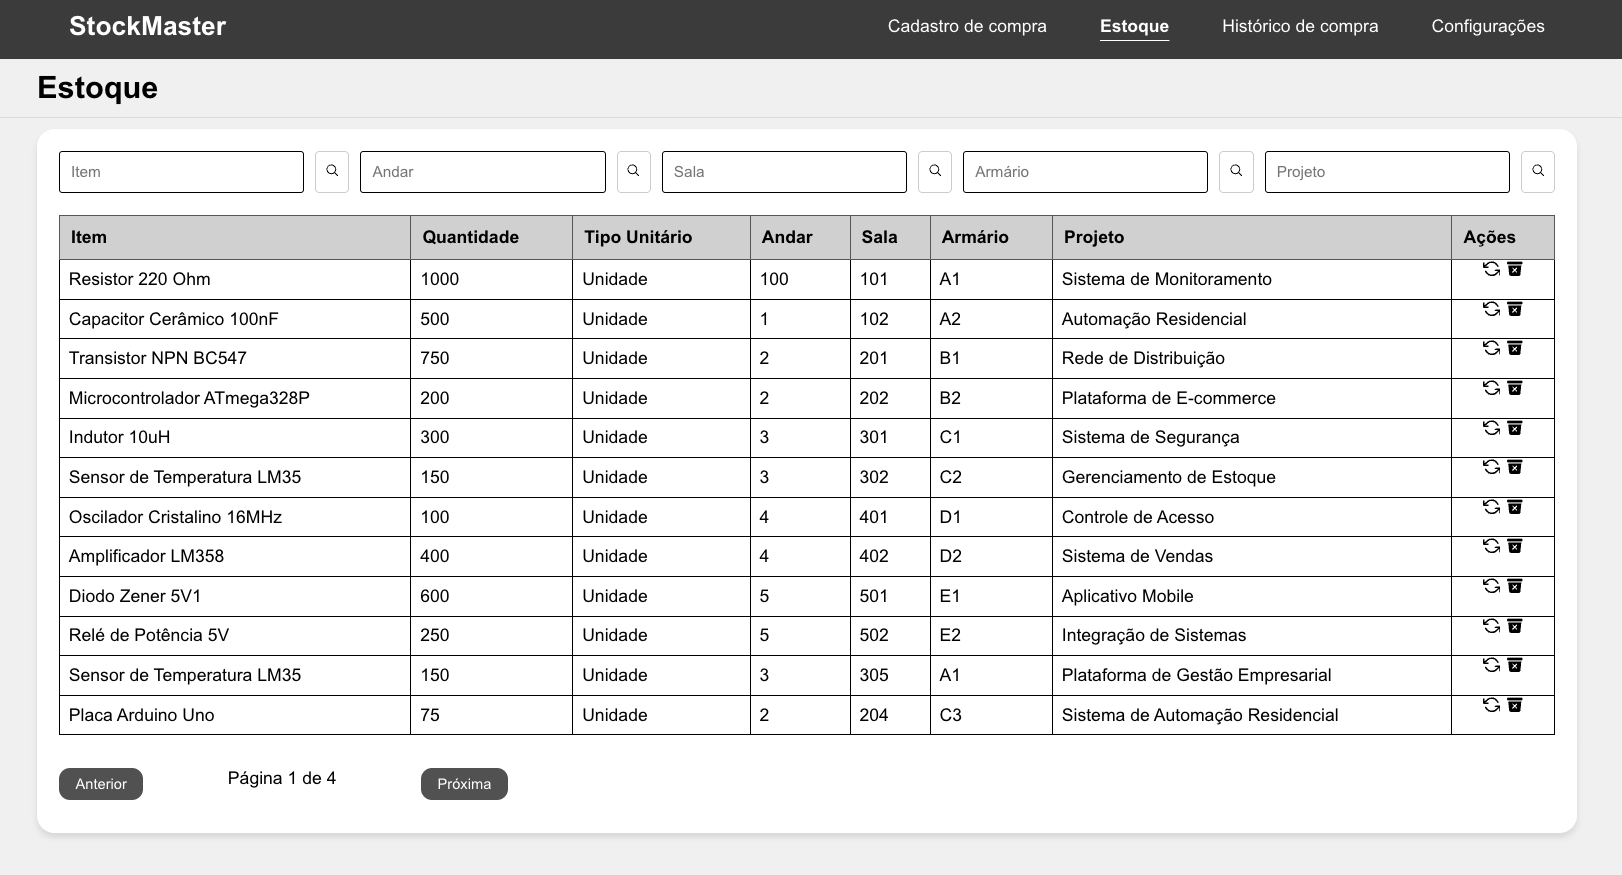 StockMaster Cadastro de compra Estoque Histórico de compra Configurações
Estoque
Item Andar Sala Armário Projeto
Item Quantidade Tipo Unitário Andar Sala Armário Projeto Ações
Resistor 220 Ohm 1000 Unidade 100 101 A1 Sistema de Monitoramento
Capacitor Cerâmico 100nF 500 Unidade 1 102 A2 Automação Residencial
Transistor NPN BC547 750 Unidade 2 201 B1 Rede de Distribuição
Microcontrolador ATmega328P 200 Unidade 2 202 B2 Plataforma de E-commerce
Indutor 10uH 300 Unidade 3 301 C1 Sistema de Segurança
Sensor de Temperatura LM35 150 Unidade 3 302 C2 Gerenciamento de Estoque
Oscilador Cristalino 16MHz 100 Unidade 4 401 D1 Controle de Acesso
Amplificador LM358 400 Unidade 4 402 D2 Sistema de Vendas
Diodo Zener 5V1 600 Unidade 5 501 E1 Aplicativo Mobile
Relé de Potência 5V 250 Unidade 5 502 E2 Integração de Sistemas
Sensor de Temperatura LM35 150 Unidade 3 305 A1 Plataforma de Gestão Empresarial
Placa Arduino Uno 75 Unidade 2 204 C3 Sistema de Automação Residencial
Anterior Página 1 de 4 Próxima